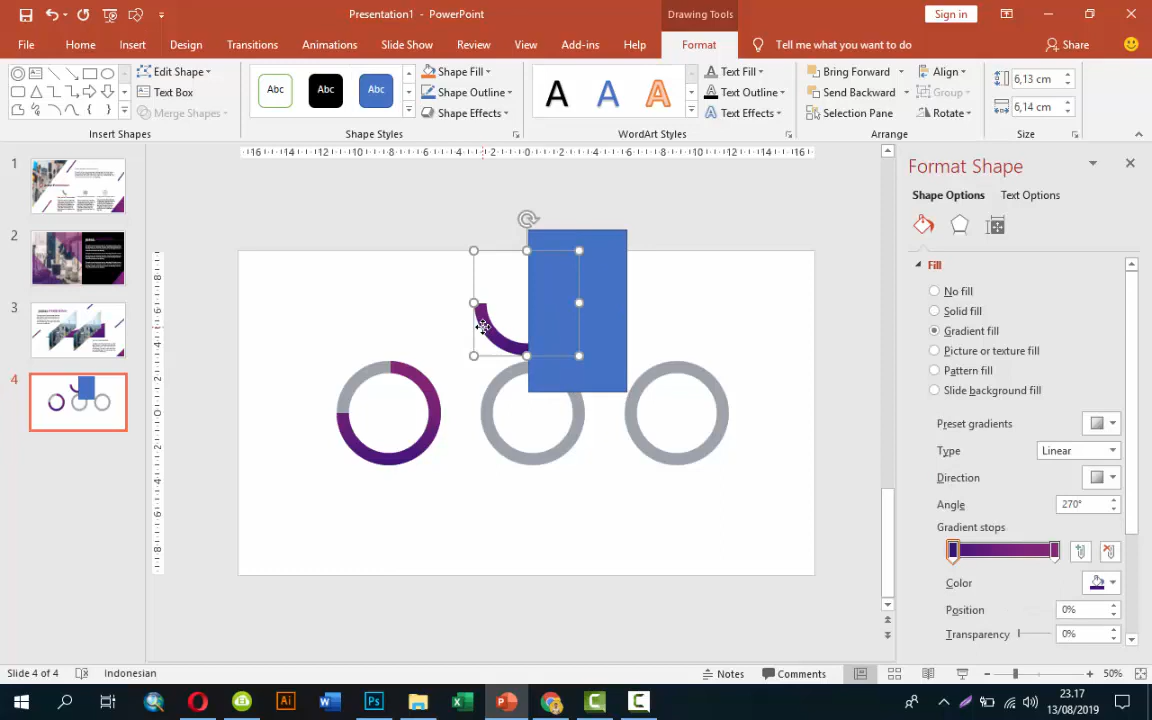 Presentation1 - PowerPoint
Drawing Tools
Sign in
File
Home
Insert
Design
Transitions
Animations
Slide Show
Review
View
Add-ins
Help
Format
Tell me what you want to do
Share
Edit Shape
Text Box
Merge Shapes
Insert Shapes
Abc
Abc
Abc
Shape Fill
Shape Outline
Shape Effects
Shape Styles
A
A
A
Text Fill
Text Outline
Text Effects
WordArt Styles
Bring Forward
Send Backward
Selection Pane
Align
Group
Rotate
Arrange
6,13 cm
6,14 cm
Size
1
2
3
4
Format Shape
Shape Options
Text Options
Fill
No fill
Solid fill
Gradient fill
Picture or texture fill
Pattern fill
Slide background fill
Preset gradients
Type
Linear
Direction
Angle
270°
Gradient stops
Color
Position
0%
Transparency
0%
Slide 4 of 4
Indonesian
Notes
Comments
50%
23.17
13/08/2019